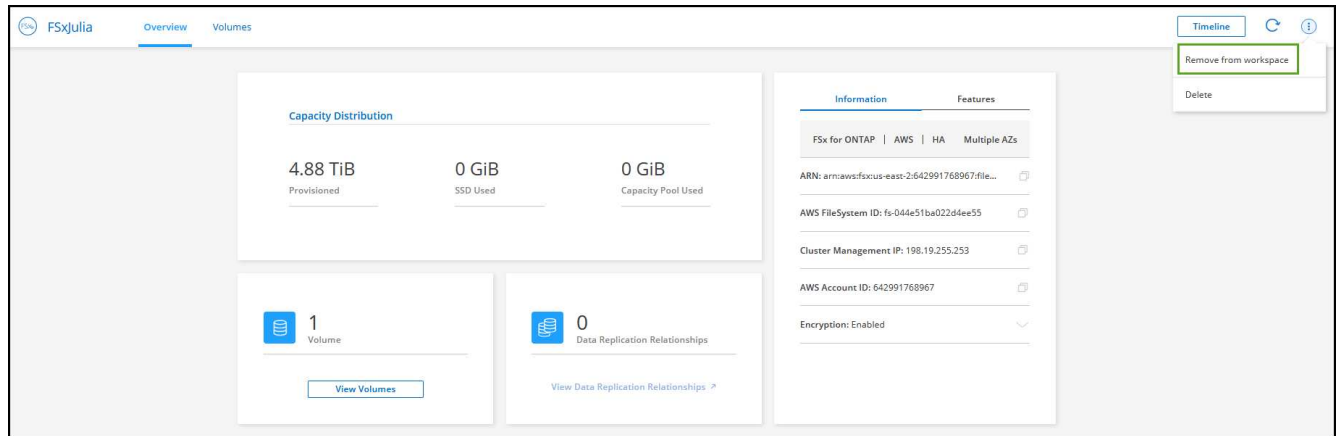 FSx FSxJulia Overview Volumes Timeline
Remove from workspace
Delete
Capacity Distribution
4.88 TiB 0 GiB 0 GiB
Provisioned SSD Used Capacity Pool Used
1
Volume
View Volumes
0
Data Replication Relationships
View Data Replication Relationships ↗
Information Features
FSx for ONTAP | AWS | HA Multiple AZs
ARN: arn:aws:fsx:us-east-2:642991768967:file...
AWS FileSystem ID: fs-044e51ba022d4ee55
Cluster Management IP: 198.19.255.253
AWS Account ID: 642991768967
Encryption: Enabled